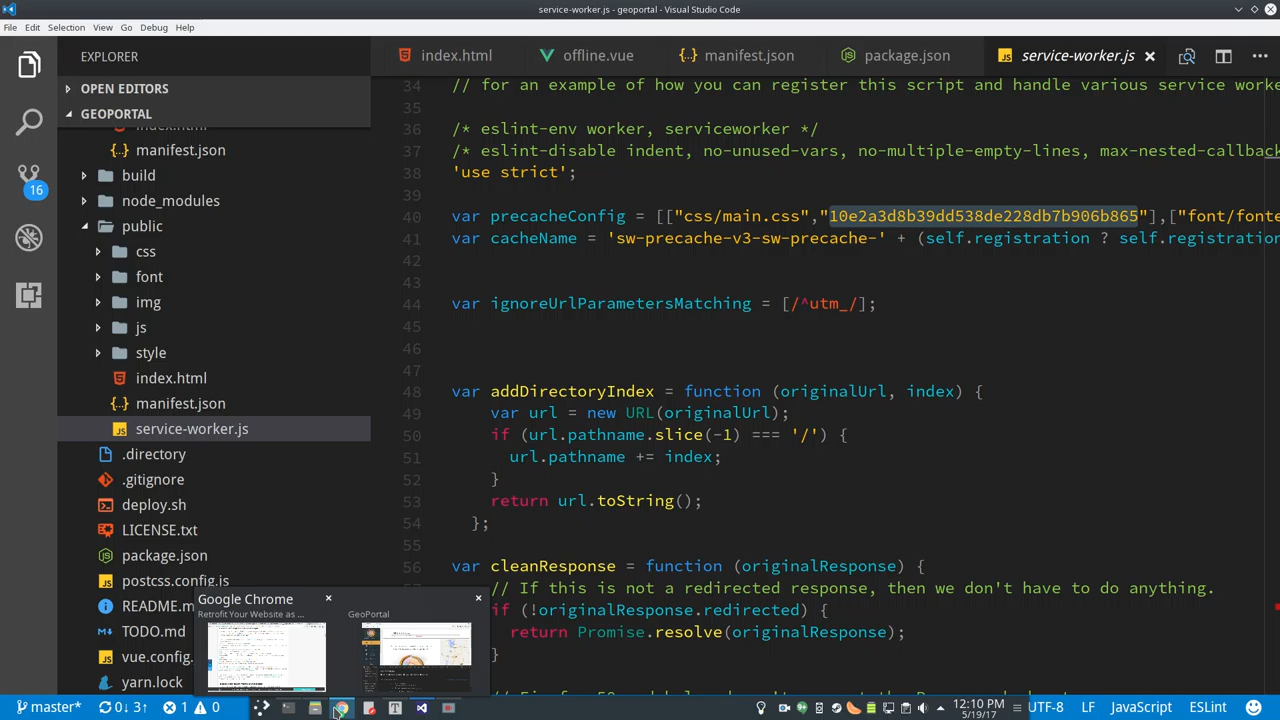 service-worker.js - geoportal - Visual Studio Code
File Edit Selection View Go Debug Help
EXPLORER
OPEN EDITORS
GEOPORTAL
index.html
manifest.json
build
node_modules
public
css
font
img
js
style
index.html
manifest.json
service-worker.js
.directory
.gitignore
deploy.sh
LICENSE.txt
package.json
postcss.config.js
README.m
TODO.md
vue-config.
yarn.lock
16
index.html offline.vue manifest.json package.json service-worker.js
34 // for an example of how you can register this script and handle various service worke
35
36 /* eslint-env worker, serviceworker */
37 /* eslint-disable indent, no-unused-vars, no-multiple-empty-lines, max-nested-callback
38 'use strict';
39
40 var precacheConfig = [["css/main.css","10e2a3d8b39dd538de228db7b906b865"],["font/fonte
41 var cacheName = 'sw-precache-v3-sw-precache-' + (self.registration ? self.registration
42
43
44 var ignoreUrlParametersMatching = [/^utm_/];
45
46
47
48 var addDirectoryIndex = function (originalUrl, index) {
49 var url = new URL(originalUrl);
50 if (url.pathname.slice(-1) === '/') {
51 url.pathname += index;
52 }
53 return url.toString();
54 };
55
56 var cleanResponse = function (originalResponse) {
57 // If this is not a redirected response, then we don't have to do anything.
if (!originalResponse.redirected) {
return Promise.resolve(originalResponse);
Google Chrome
Retrofit Your Website as ...
GeoPortal
master* 0↓ 3↑ 1 0
12:10 PM
5/19/17
UTF-8 LF JavaScript ESLint